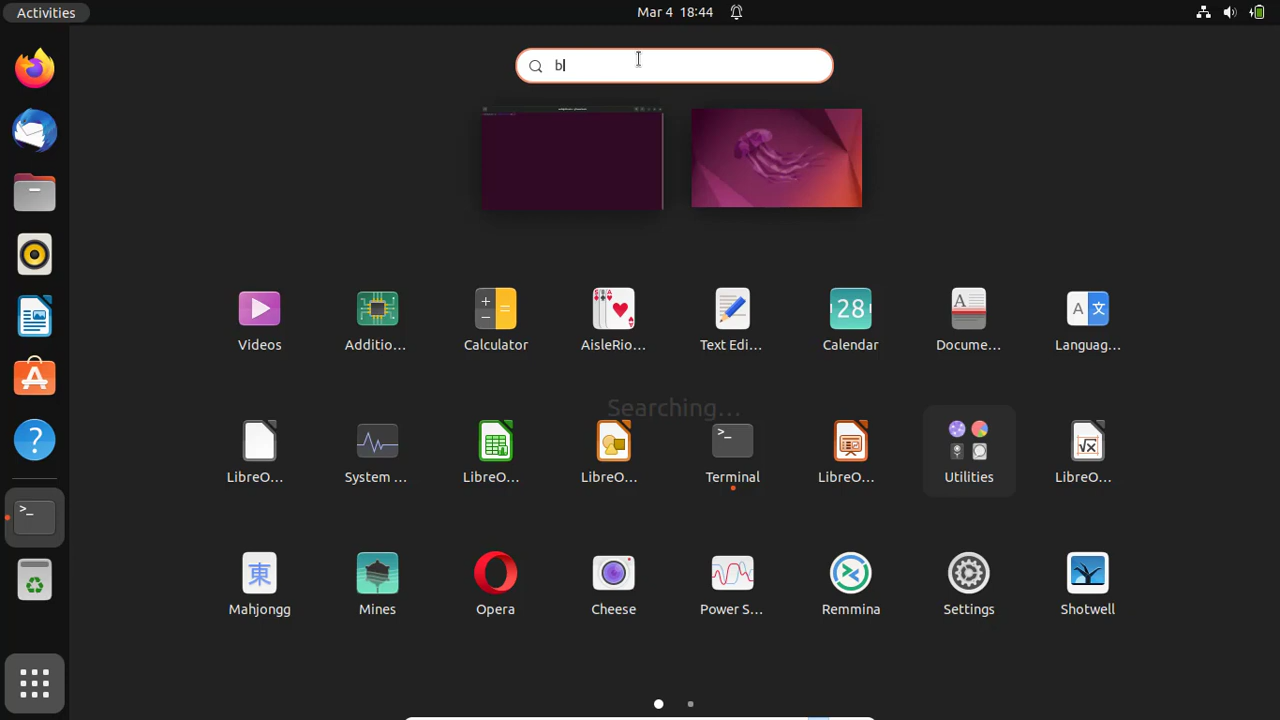 Activities
Mar 4 18:44
bl
Videos
Additio...
Calculator
AisleRio...
Text Edi...
Calendar
Docume...
Languag...
Searching...
LibreO...
System ...
LibreO...
LibreO...
Terminal
LibreO...
Utilities
LibreO...
Mahjongg
Mines
Opera
Cheese
Power S...
Remmina
Settings
Shotwell